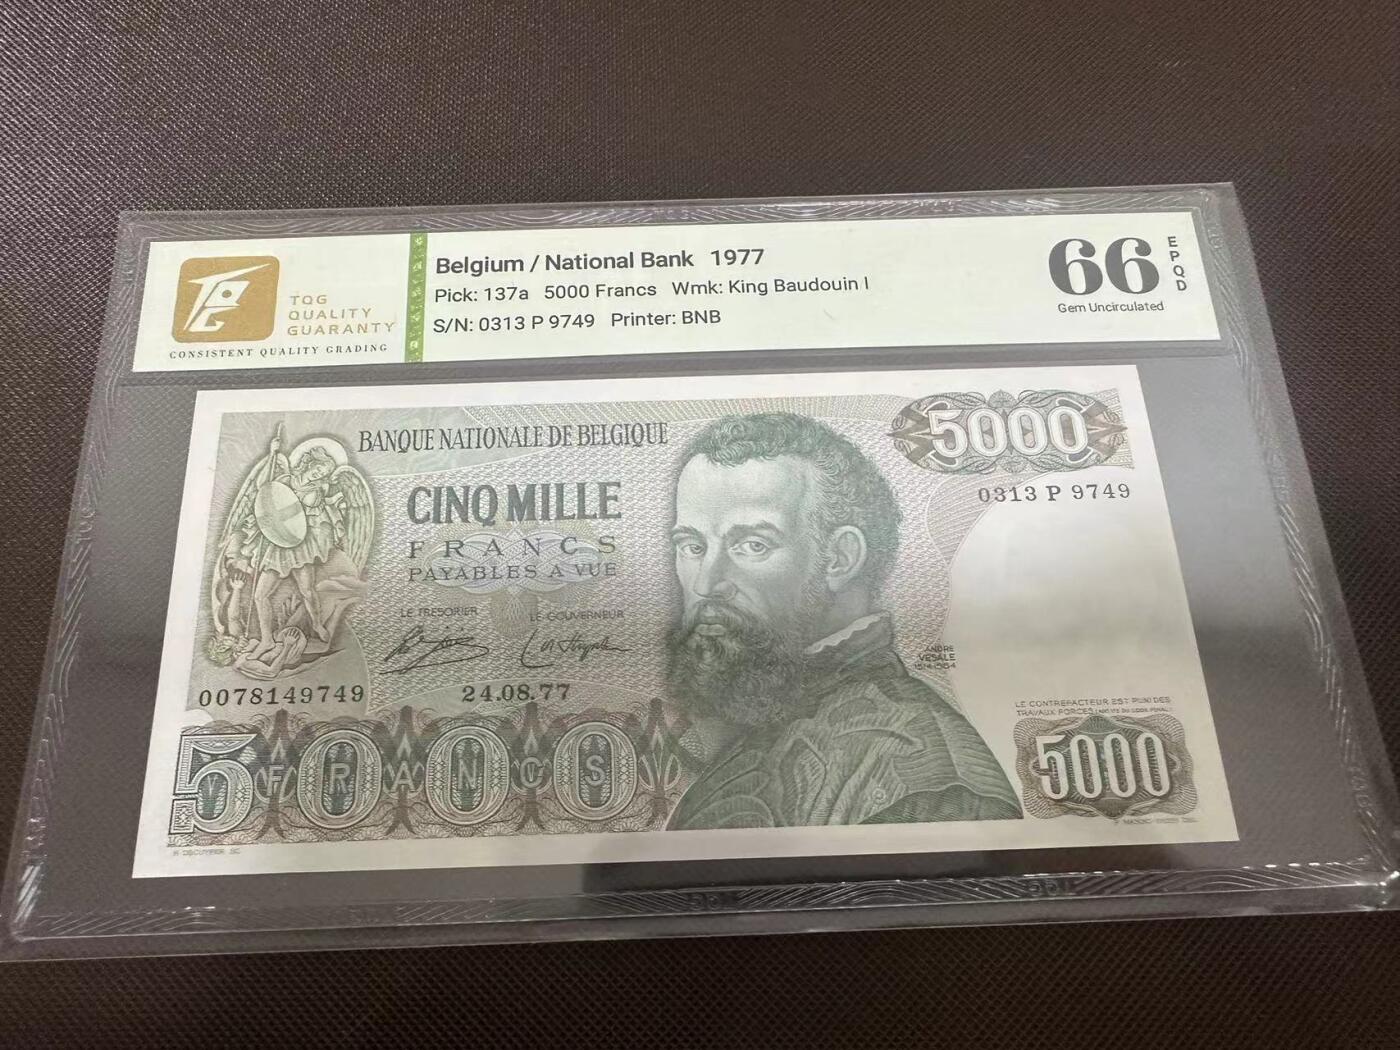 TQG
QUALITY
GUARANTY
CONSISTENT QUALITY GRADING
Belgium / National Bank 1977
Pick: 137a 5000 Francs Wmk: King Baudouin I
S/N: 0313 P 9749 Printer: BNB
66
EPQD
Gem Uncirculated
BANQUE NATIONALE DE BELGIQUE
5000
0313 P 9749
CINQ MILLE
FRANCS
PAYABLES A VUE
LE TRESORIER LE GOUVERNEUR
ANDRE
VESALE
1514-1564
0078149749 24.08.77
LE CONTREFACTEUR EST PUNI DES
TRAVAUX FORCES
5000
FRANCS
5000